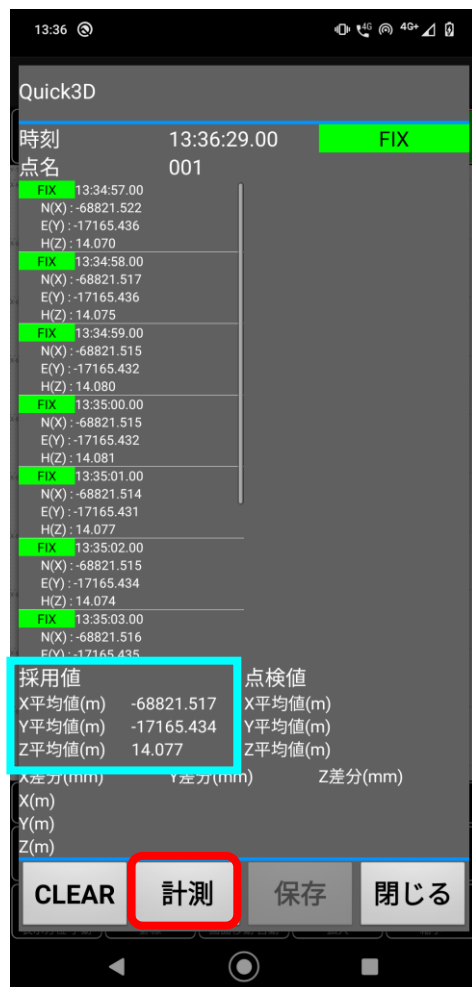 13:36 4G 4G+
Quick3D
時刻 13:36:29.00 FIX
点名 001
FIX 13:34:57.00
N(X) : -68821.522
E(Y) : -17165.436
H(Z) : 14.070
FIX 13:34:58.00
N(X) : -68821.517
E(Y) : -17165.436
H(Z) : 14.075
FIX 13:34:59.00
N(X) : -68821.515
E(Y) : -17165.432
H(Z) : 14.080
FIX 13:35:00.00
N(X) : -68821.515
E(Y) : -17165.432
H(Z) : 14.081
FIX 13:35:01.00
N(X) : -68821.514
E(Y) : -17165.431
H(Z) : 14.077
FIX 13:35:02.00
N(X) : -68821.515
E(Y) : -17165.434
H(Z) : 14.074
FIX 13:35:03.00
N(X) : -68821.516
E(Y) : -17165.435
採用値 点検値
X平均値(m) -68821.517 X平均値(m)
Y平均値(m) -17165.434 Y平均値(m)
Z平均値(m) 14.077 Z平均値(m)
X差分(mm) Y差分(mm) Z差分(mm)
X(m)
Y(m)
Z(m)
CLEAR 計測 保存 閉じる